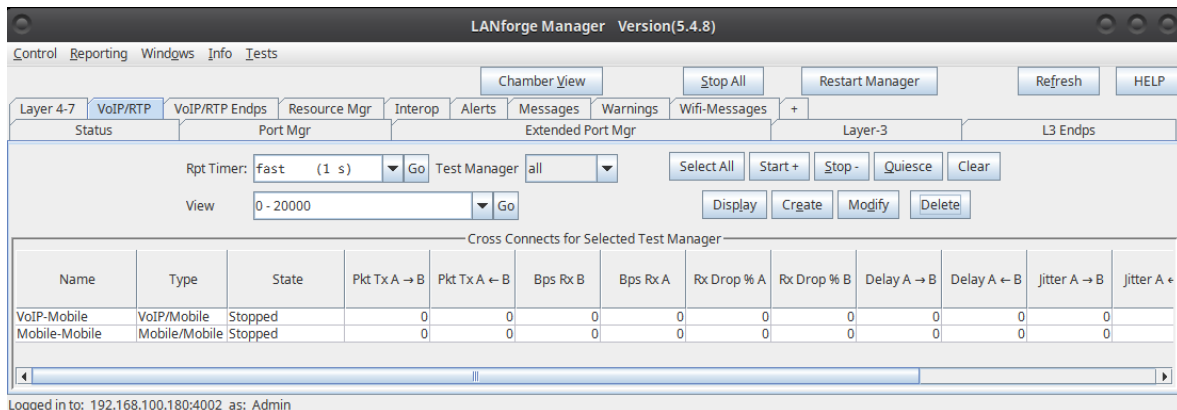 LANforge Manager Version(5.4.8)
Control Reporting Windows Info Tests
Chamber View Stop All Restart Manager Refresh HELP
Layer 4-7 VoIP/RTP VoIP/RTP Endps Resource Mgr Interop Alerts Messages Warnings Wifi-Messages +
Status Port Mgr Extended Port Mgr Layer-3 L3 Endps
Rpt Timer: fast (1 s) Go Test Manager all Select All Start + Stop - Quiesce Clear
View 0 - 20000 Go Display Create Modify Delete
Cross Connects for Selected Test Manager
Name Type State Pkt Tx A → B Pkt Tx A ← B Bps Rx B Bps Rx A Rx Drop % A Rx Drop % B Delay A → B Delay A ← B Jitter A → B Jitter A ←
VoIP-Mobile VoIP/Mobile Stopped 0 0 0 0 0 0 0 0 0
Mobile-Mobile Mobile/Mobile Stopped 0 0 0 0 0 0 0 0 0
Logged in to: 192.168.100.180:4002 as: Admin